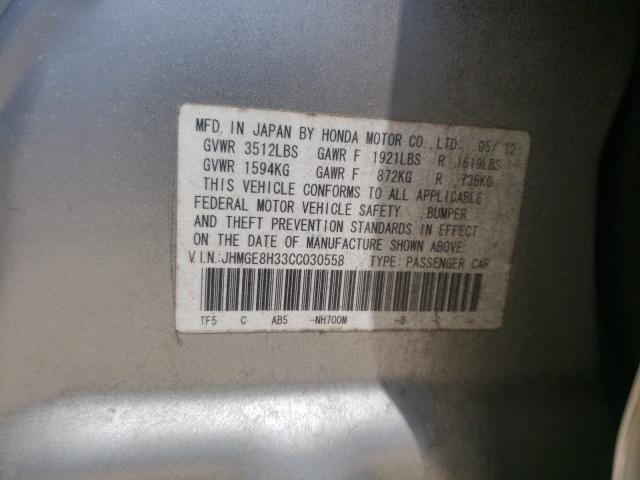 MFD. IN JAPAN BY HONDA MOTOR CO., LTD. 05/12
GVWR 3512LBS GAWR F 1921LBS R 1619LBS
GVWR 1594KG GAWR F 872KG R 735KG
THIS VEHICLE CONFORMS TO ALL APPLICABLE
FEDERAL MOTOR VEHICLE SAFETY, BUMPER,
AND THEFT PREVENTION STANDARDS IN EFFECT
ON THE DATE OF MANUFACTURE SHOWN ABOVE.
V.I.N.:JHMGE8H33CC030558 TYPE: PASSENGER CAR
TF5 C AB5 -NH700M -B